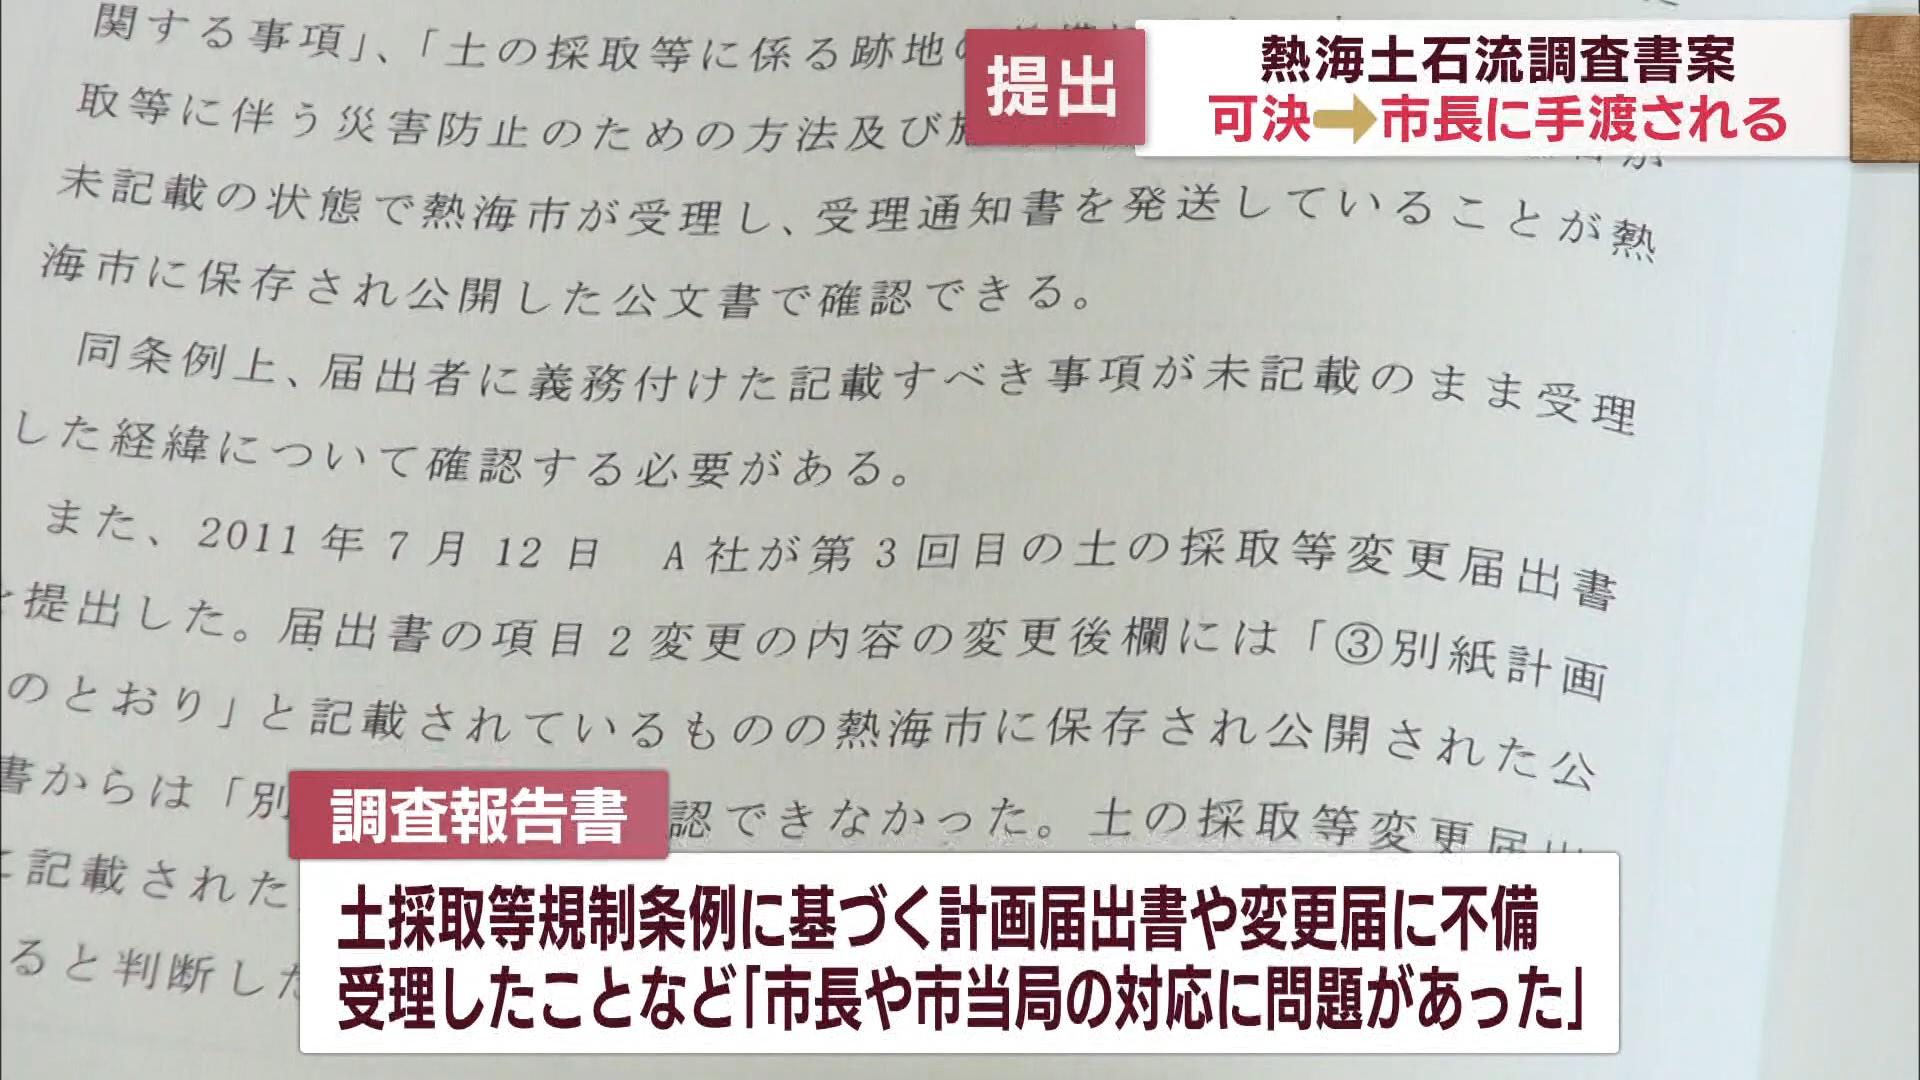 提出
熱海土石流調査書案
可決➡市長に手渡される
関する事項」、「土の採取等に係る跡地の
取等に伴う災害防止のための方法及び施
未記載の状態で熱海市が受理し、受理通知書を発送していることが熱
海市に保存され公開した公文書で確認できる。
同条例上、届出者に義務付けた記載すべき事項が未記載のまま受理
した経緯について確認する必要がある。
また、2011年7月12日 A社が第3回目の土の採取等変更届出書
を提出した。届出書の項目2変更の内容の変更後欄には「③別紙計画
のとおり」と記載されているものの熱海市に保存され公開された公
書からは「別 認できなかった。土の採取等変更届出
に記載された
ると判断した
調査報告書
土採取等規制条例に基づく計画届出書や変更届に不備
受理したことなど「市長や市当局の対応に問題があった」